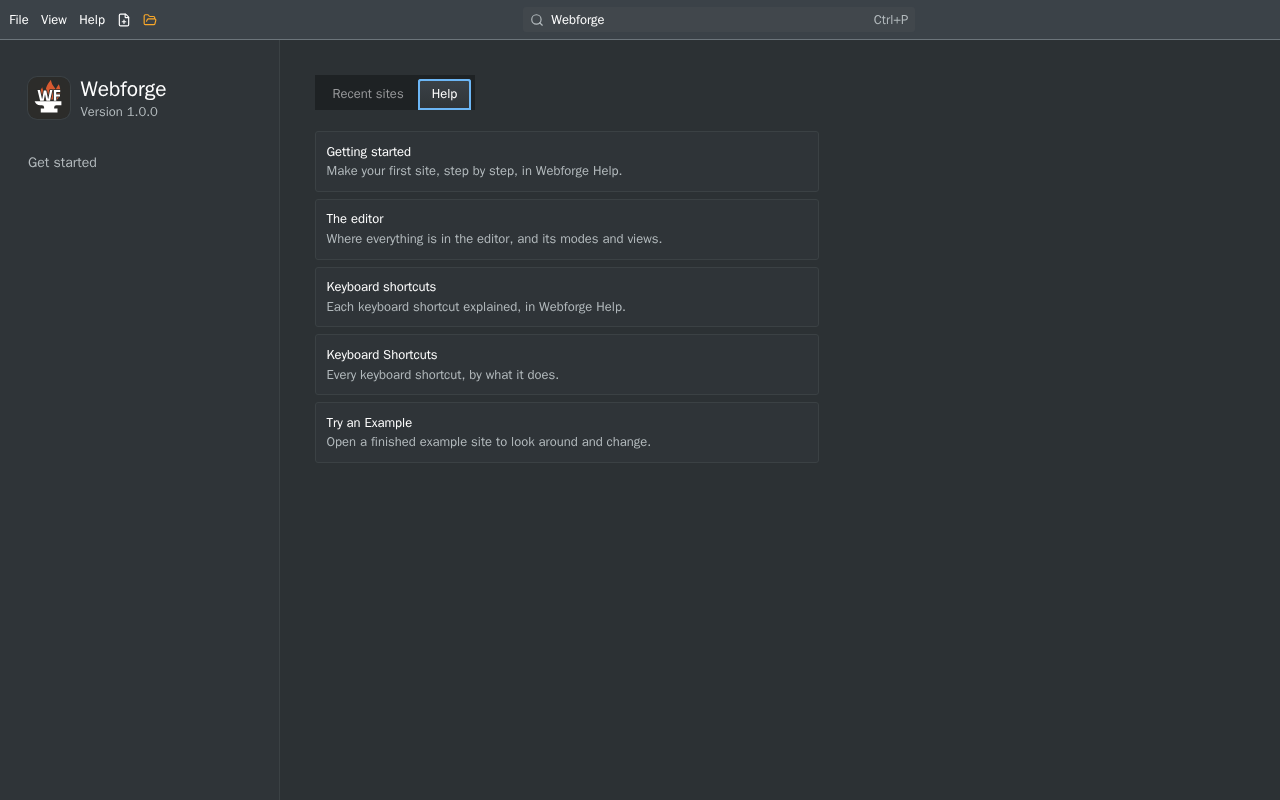 File View Help Webforge Ctrl+P
WF
Webforge
Version 1.0.0
Get started
Recent sites Help
Getting started
Make your first site, step by step, in Webforge Help.
The editor
Where everything is in the editor, and its modes and views.
Keyboard shortcuts
Each keyboard shortcut explained, in Webforge Help.
Keyboard Shortcuts
Every keyboard shortcut, by what it does.
Try an Example
Open a finished example site to look around and change.